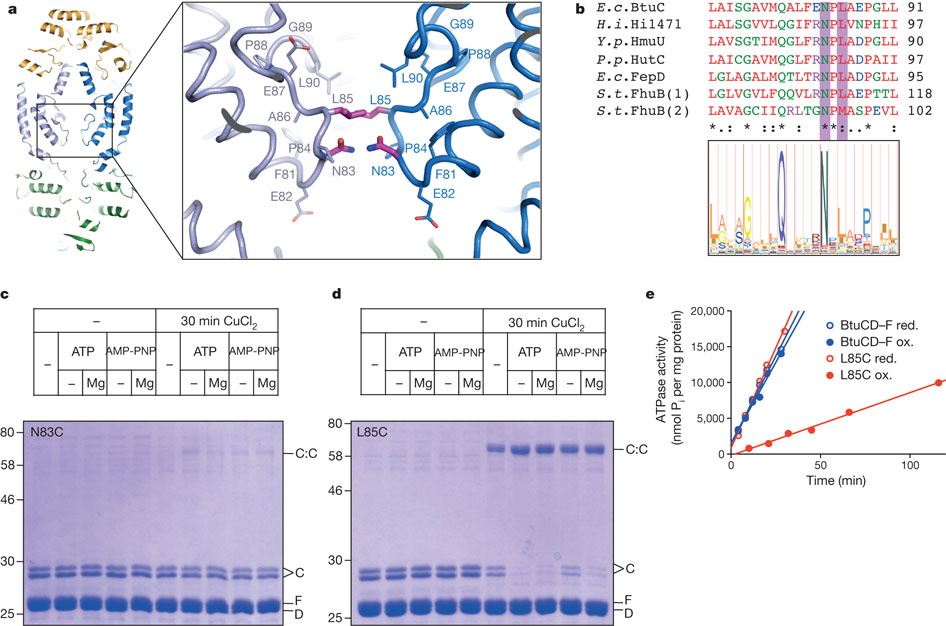 a
G89
G89
P88
P88
L90
L90
E87
E87
L85
L85
A86
A86
P84
P84
N83
N83
F81
F81
E82
E82
b
E.c.BtuC LAISGAVMQALFENPLAEPGLL 91
H.i.Hi1471 LAISGVVLQGLFRNPLVNPHII 97
Y.p.HmuU LAVSGTIMQGLFRNPLADPGLL 90
P.p.HutC LAICGAVMQGLFRNPLADPAII 97
E.c.FepD LGLAGALMQTLTRNPLADPGLL 95
S.t.FhuB(1) LGLVGVLFQQVLRNPLAEPTTL 118
S.t.FhuB(2) LAVAGCIIQRLTGNPMASPEVL 102
*.: * :: * : ** :..* :
c
–
30 min CuCl2
–
ATP
AMP-PNP
–
ATP
AMP-PNP
– Mg – Mg – Mg – Mg
N83C
80
58
46
30
25
C:C
C
F
D
d
–
30 min CuCl2
–
ATP
AMP-PNP
–
ATP
AMP-PNP
– Mg – Mg – Mg – Mg
L85C
80
58
46
30
25
C:C
C
F
D
e
ATPase activity
(nmol Pi per mg protein)
20,000
15,000
10,000
5,000
0
0 50 100
Time (min)
BtuCD–F red.
BtuCD–F ox.
L85C red.
L85C ox.